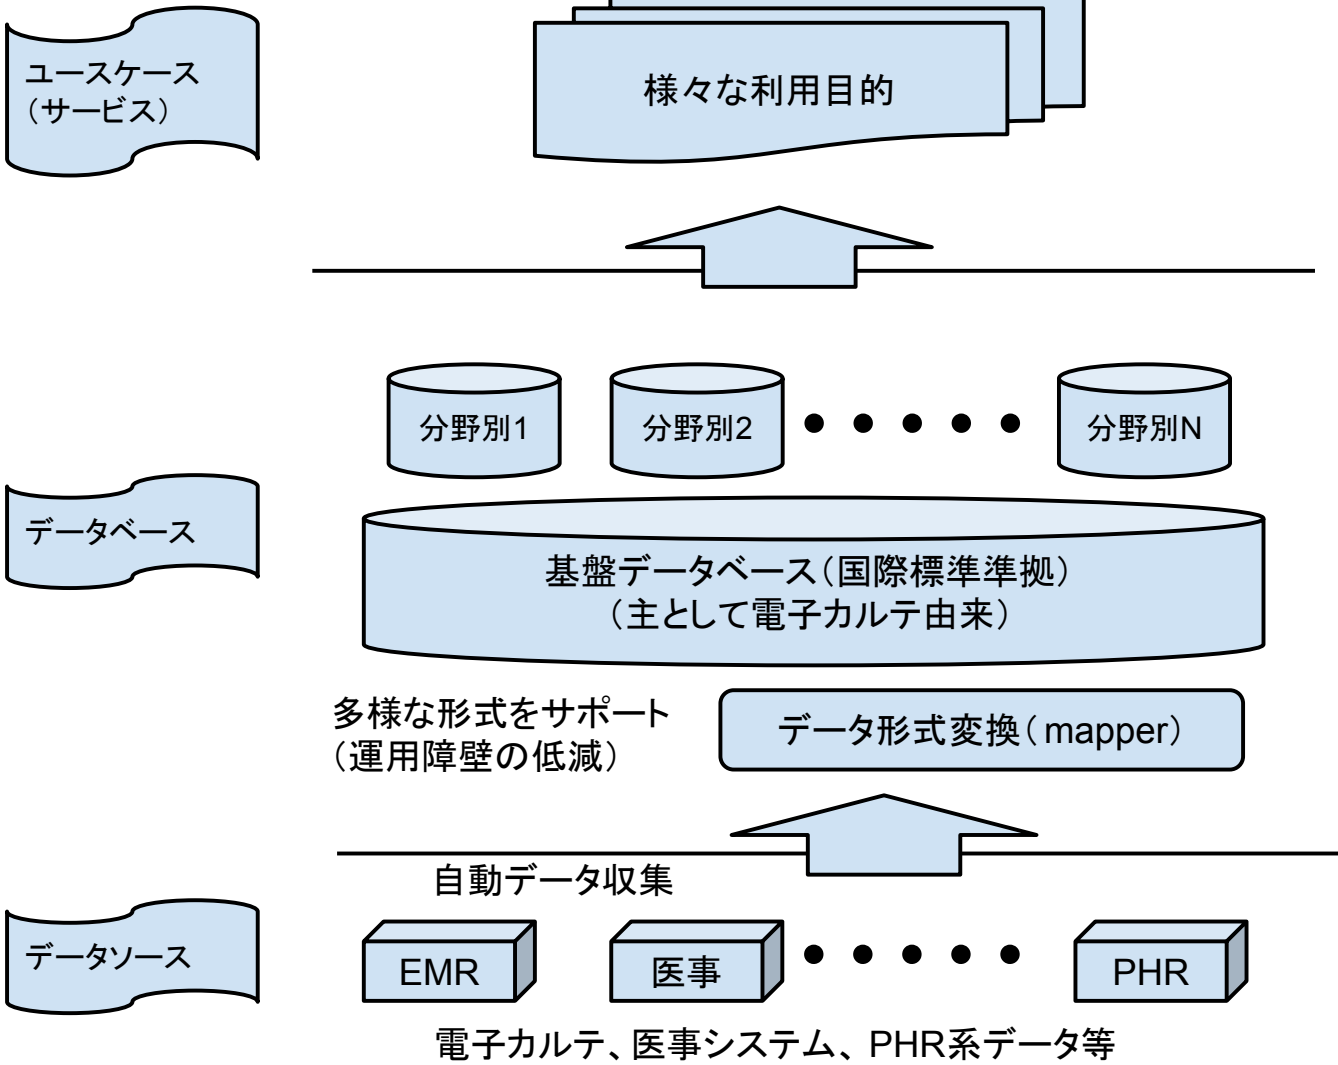 ユースケース
（サービス）
様々な利用目的
分野別1
分野別2
分野別N
データベース
基盤データベース（国際標準準拠）
（主として電子カルテ由来）
多様な形式をサポート
（運用障壁の低減）
データ形式変換（mapper）
自動データ収集
データソース
EMR
医事
PHR
電子カルテ、医事システム、PHR系データ等